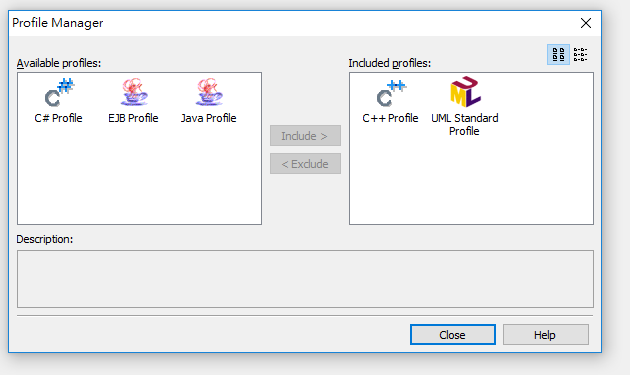 Profile Manager
Available profiles:
Included profiles:
C# Profile
EJB Profile
Java Profile
C++ Profile
UML Standard
Profile
Include >
< Exclude
Description:
Close
Help